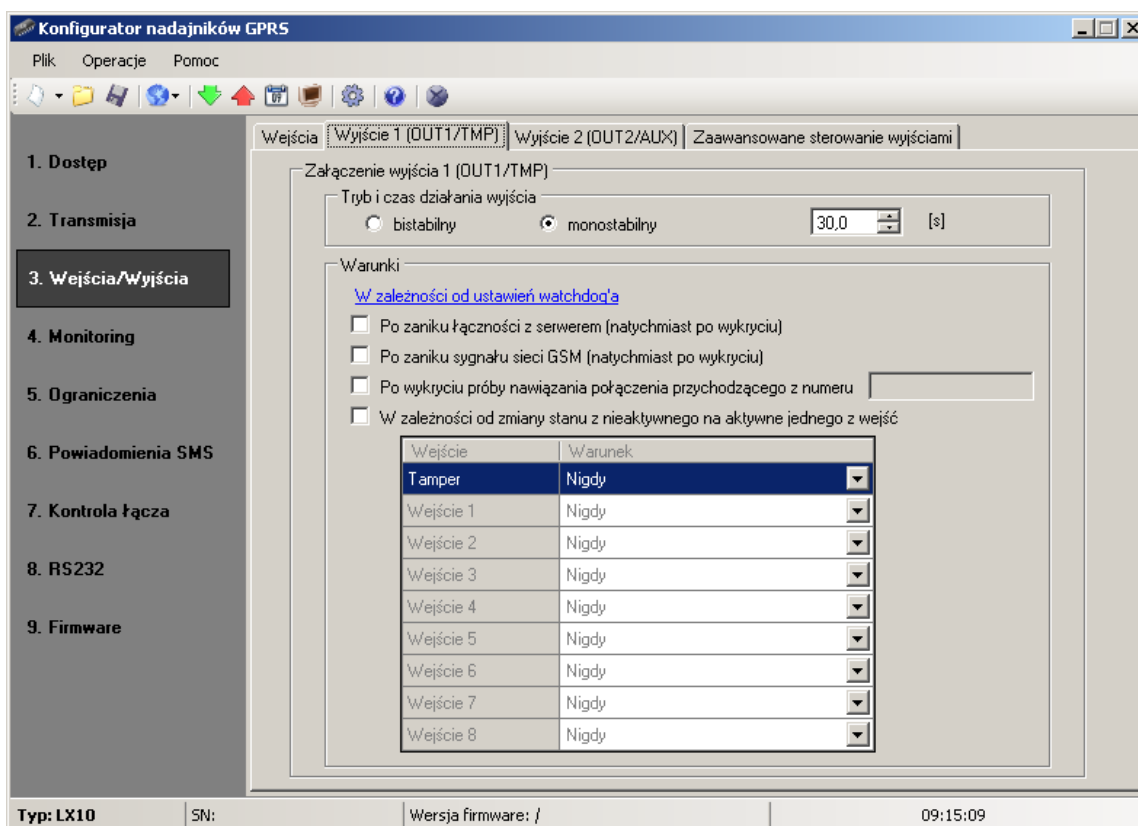 Konfigurator nadajników GPRS
Plik Operacje Pomoc
1. Dostęp
2. Transmisja
3. Wejścia/Wyjścia
4. Monitoring
5. Ograniczenia
6. Powiadomienia SMS
7. Kontrola łącza
8. RS232
9. Firmware
Wejścia Wyjście 1 (OUT1/TMP) Wyjście 2 (OUT2/AUX) Zaawansowane sterowanie wyjściami
Załączenie wyjścia 1 (OUT1/TMP)
Tryb i czas działania wyjścia
bistabilny monostabilny 30,0 [s]
Warunki
W zależności od ustawień watchdog'a
Po zaniku łączności z serwerem (natychmiast po wykryciu)
Po zaniku sygnału sieci GSM (natychmiast po wykryciu)
Po wykryciu próby nawiązania połączenia przychodzącego z numeru
W zależności od zmiany stanu z nieaktywnego na aktywne jednego z wejść
Wejście Warunek
Tamper Nigdy
Wejście 1 Nigdy
Wejście 2 Nigdy
Wejście 3 Nigdy
Wejście 4 Nigdy
Wejście 5 Nigdy
Wejście 6 Nigdy
Wejście 7 Nigdy
Wejście 8 Nigdy
Typ: LX10 SN: Wersja firmware: / 09:15:09